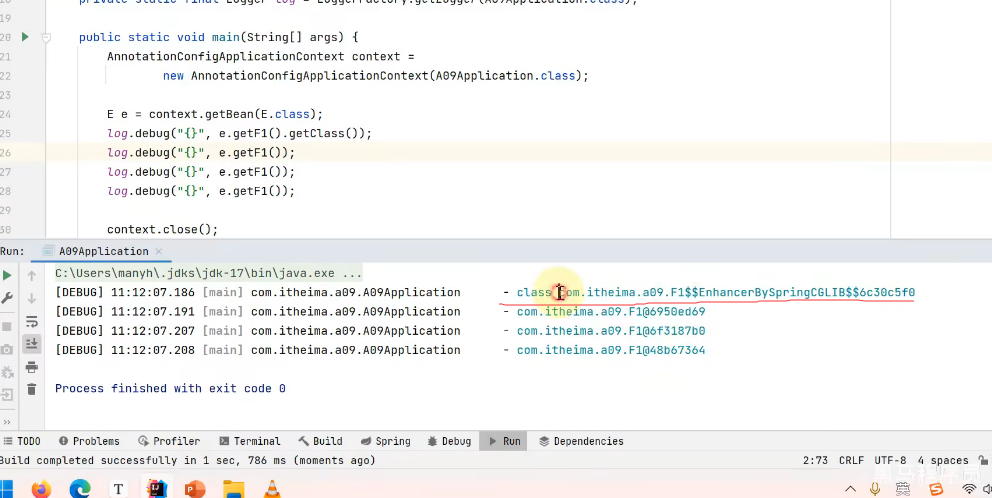 18 private static final Logger log = LoggerFactory.getLogger(A09Application.class);
19
20 public static void main(String[] args) {
21 AnnotationConfigApplicationContext context =
22 new AnnotationConfigApplicationContext(A09Application.class);
23
24 E e = context.getBean(E.class);
25 log.debug("{}", e.getF1().getClass());
26 log.debug("{}", e.getF1());
27 log.debug("{}", e.getF1());
28 log.debug("{}", e.getF1());
29
30 context.close();
Run: A09Application ×
C:\Users\manyh\.jdks\jdk-17\bin\java.exe ...
[DEBUG] 11:12:07.186 [main] com.itheima.a09.A09Application - class com.itheima.a09.F1$$EnhancerBySpringCGLIB$$6c30c5f0
[DEBUG] 11:12:07.191 [main] com.itheima.a09.A09Application - com.itheima.a09.F1@6950ed69
[DEBUG] 11:12:07.207 [main] com.itheima.a09.A09Application - com.itheima.a09.F1@6f3187b0
[DEBUG] 11:12:07.208 [main] com.itheima.a09.A09Application - com.itheima.a09.F1@48b67364
Process finished with exit code 0
TODO Problems Profiler Terminal Build Spring Debug Run Dependencies
Build completed successfully in 1 sec, 786 ms (moments ago) 2:73 CRLF UTF-8 4 spaces
T P 英 S